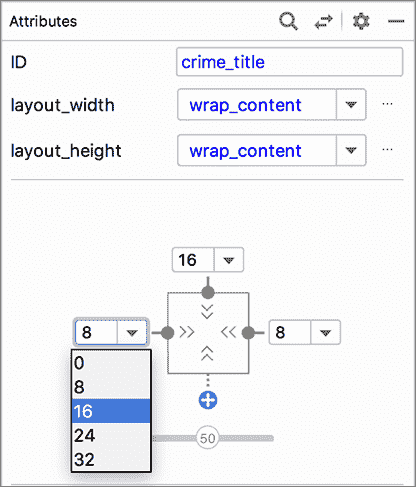 Attributes
ID crime_title
layout_width wrap_content ...
layout_height wrap_content ...
16
8 8
0
8
16
24
32
50